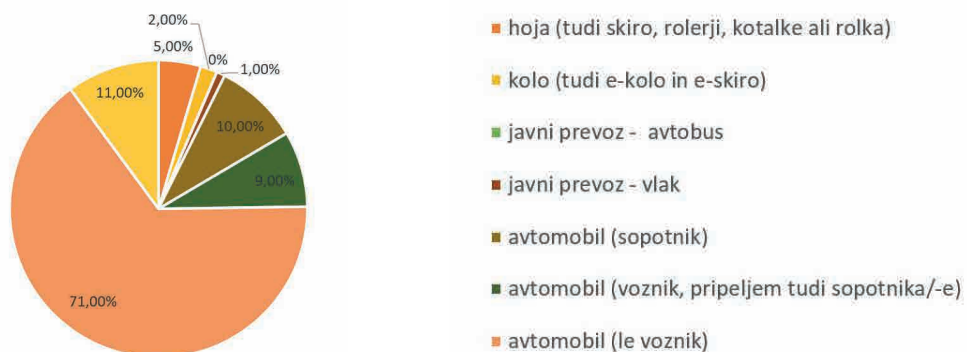 2,00%
5,00%
0%
1,00%
11,00%
10,00%
9,00%
71,00%
hoja (tudi skiro, rolerji, kotalke ali rolka)
kolo (tudi e-kolo in e-skiro)
javni prevoz - avtobus
javni prevoz - vlak
avtomobil (sopotnik)
avtomobil (voznik, pripeljem tudi sopotnika/-e)
avtomobil (le voznik)